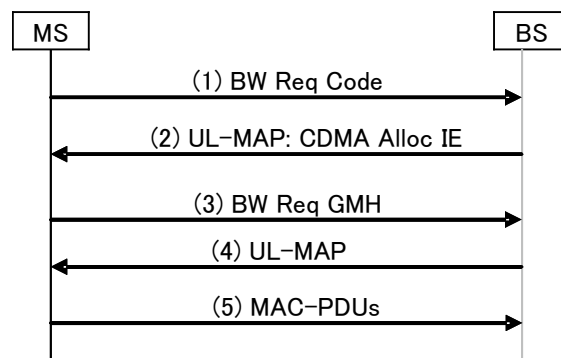 MS
BS
(1) BW Req Code
(2) UL-MAP: CDMA Alloc IE
(3) BW Req GMH
(4) UL-MAP
(5) MAC-PDUs